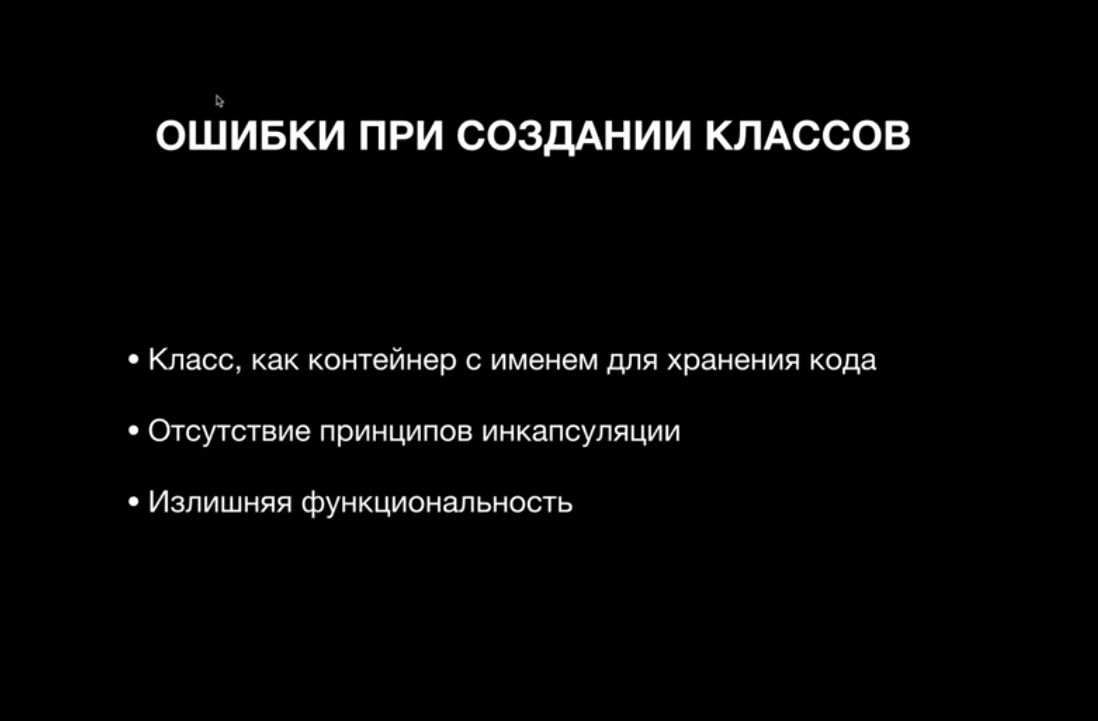 ОШИБКИ ПРИ СОЗДАНИИ КЛАССОВ
• Класс, как контейнер с именем для хранения кода
• Отсутствие принципов инкапсуляции
• Излишняя функциональность